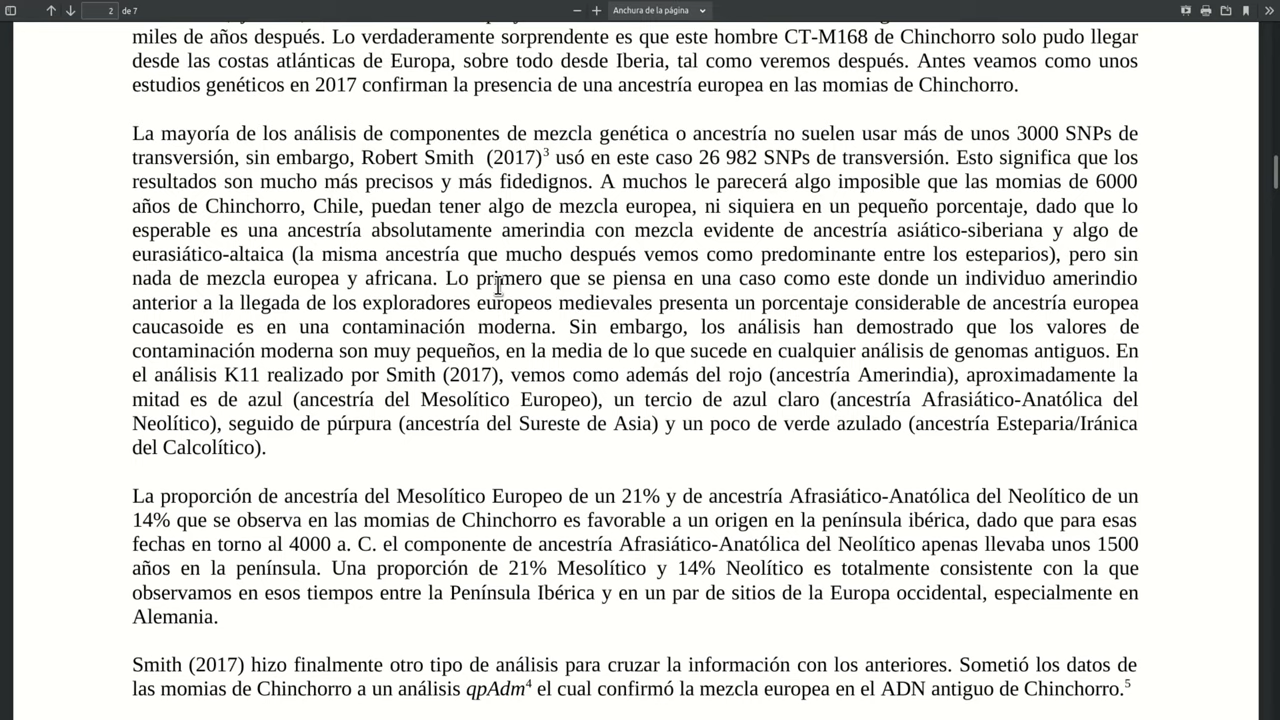 2 de 7 Anchura de la página
miles de años después. Lo verdaderamente sorprendente es que este hombre CT-M168 de Chinchorro solo pudo llegar
desde las costas atlánticas de Europa, sobre todo desde Iberia, tal como veremos después. Antes veamos como unos
estudios genéticos en 2017 confirman la presencia de una ancestría europea en las momias de Chinchorro.
La mayoría de los análisis de componentes de mezcla genética o ancestría no suelen usar más de unos 3000 SNPs de
transversión, sin embargo, Robert Smith (2017)3 usó en este caso 26 982 SNPs de transversión. Esto significa que los
resultados son mucho más precisos y más fidedignos. A muchos le parecerá algo imposible que las momias de 6000
años de Chinchorro, Chile, puedan tener algo de mezcla europea, ni siquiera en un pequeño porcentaje, dado que lo
esperable es una ancestría absolutamente amerindia con mezcla evidente de ancestría asiático-siberiana y algo de
eurasiático-altaica (la misma ancestría que mucho después vemos como predominante entre los esteparios), pero sin
nada de mezcla europea y africana. Lo primero que se piensa en una caso como este donde un individuo amerindio
anterior a la llegada de los exploradores europeos medievales presenta un porcentaje considerable de ancestría europea
caucasoide es en una contaminación moderna. Sin embargo, los análisis han demostrado que los valores de
contaminación moderna son muy pequeños, en la media de lo que sucede en cualquier análisis de genomas antiguos. En
el análisis K11 realizado por Smith (2017), vemos como además del rojo (ancestría Amerindia), aproximadamente la
mitad es de azul (ancestría del Mesolítico Europeo), un tercio de azul claro (ancestría Afrasiático-Anatólica del
Neolítico), seguido de púrpura (ancestría del Sureste de Asia) y un poco de verde azulado (ancestría Esteparia/Iránica
del Calcolítico).
La proporción de ancestría del Mesolítico Europeo de un 21% y de ancestría Afrasiático-Anatólica del Neolítico de un
14% que se observa en las momias de Chinchorro es favorable a un origen en la península ibérica, dado que para esas
fechas en torno al 4000 a. C. el componente de ancestría Afrasiático-Anatólica del Neolítico apenas llevaba unos 1500
años en la península. Una proporción de 21% Mesolítico y 14% Neolítico es totalmente consistente con la que
observamos en esos tiempos entre la Península Ibérica y en un par de sitios de la Europa occidental, especialmente en
Alemania.
Smith (2017) hizo finalmente otro tipo de análisis para cruzar la información con los anteriores. Sometió los datos de
las momias de Chinchorro a un análisis qpAdm4 el cual confirmó la mezcla europea en el ADN antiguo de Chinchorro.5